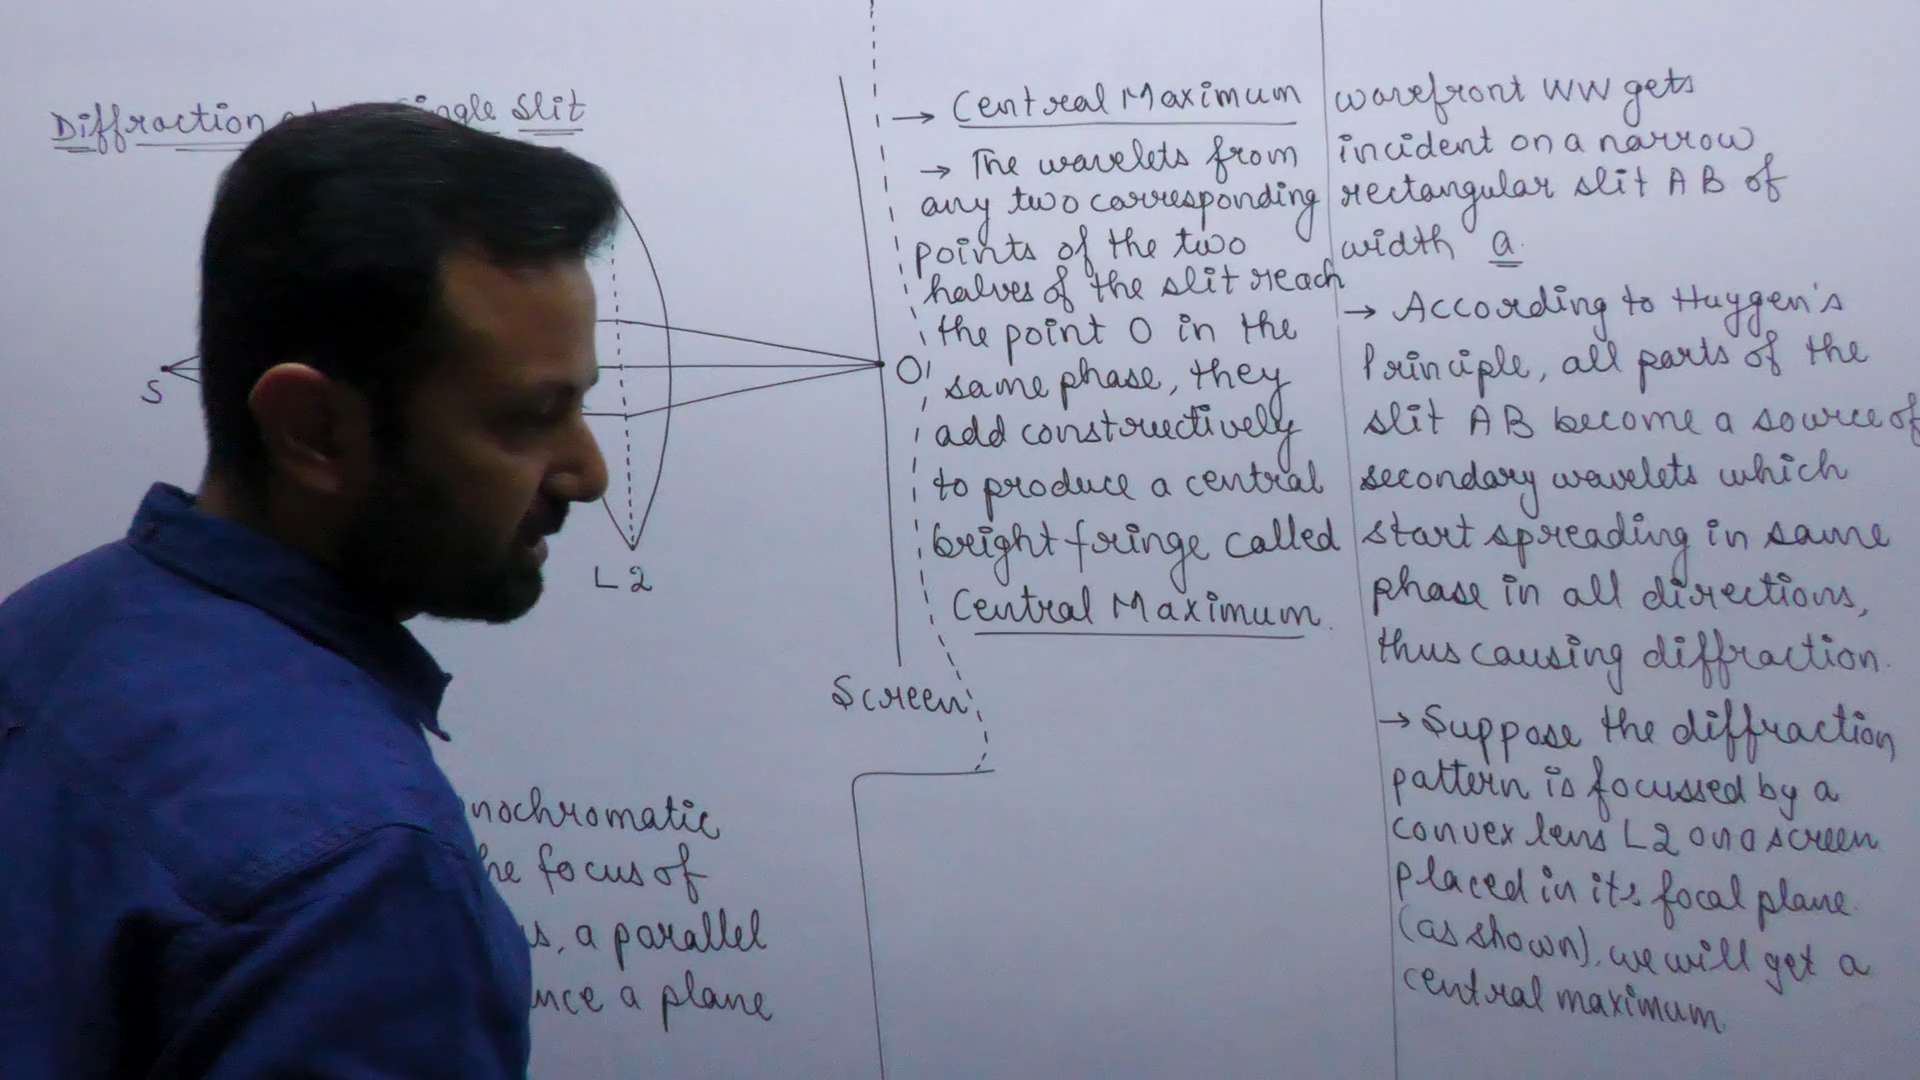 Diffraction Single Slit
S
L2
O
Screen
nochromatic
he focus of
s, a parallel
nce a plane
→ Central Maximum
→ The wavelets from
any two corresponding
points of the two
halves of the slit reach
the point O in the
same phase, they
add constructively
to produce a central
bright fringe called
Central Maximum.
wavefront WW gets
incident on a narrow
rectangular slit AB of
width a.
→ According to Huygen's
Principle, all parts of the
slit AB become a source of
secondary wavelets which
start spreading in same
phase in all directions,
thus causing diffraction.
→ Suppose the diffraction
pattern is focussed by a
convex lens L2 on a screen
placed in its focal plane
(as shown), we will get a
central maximum.